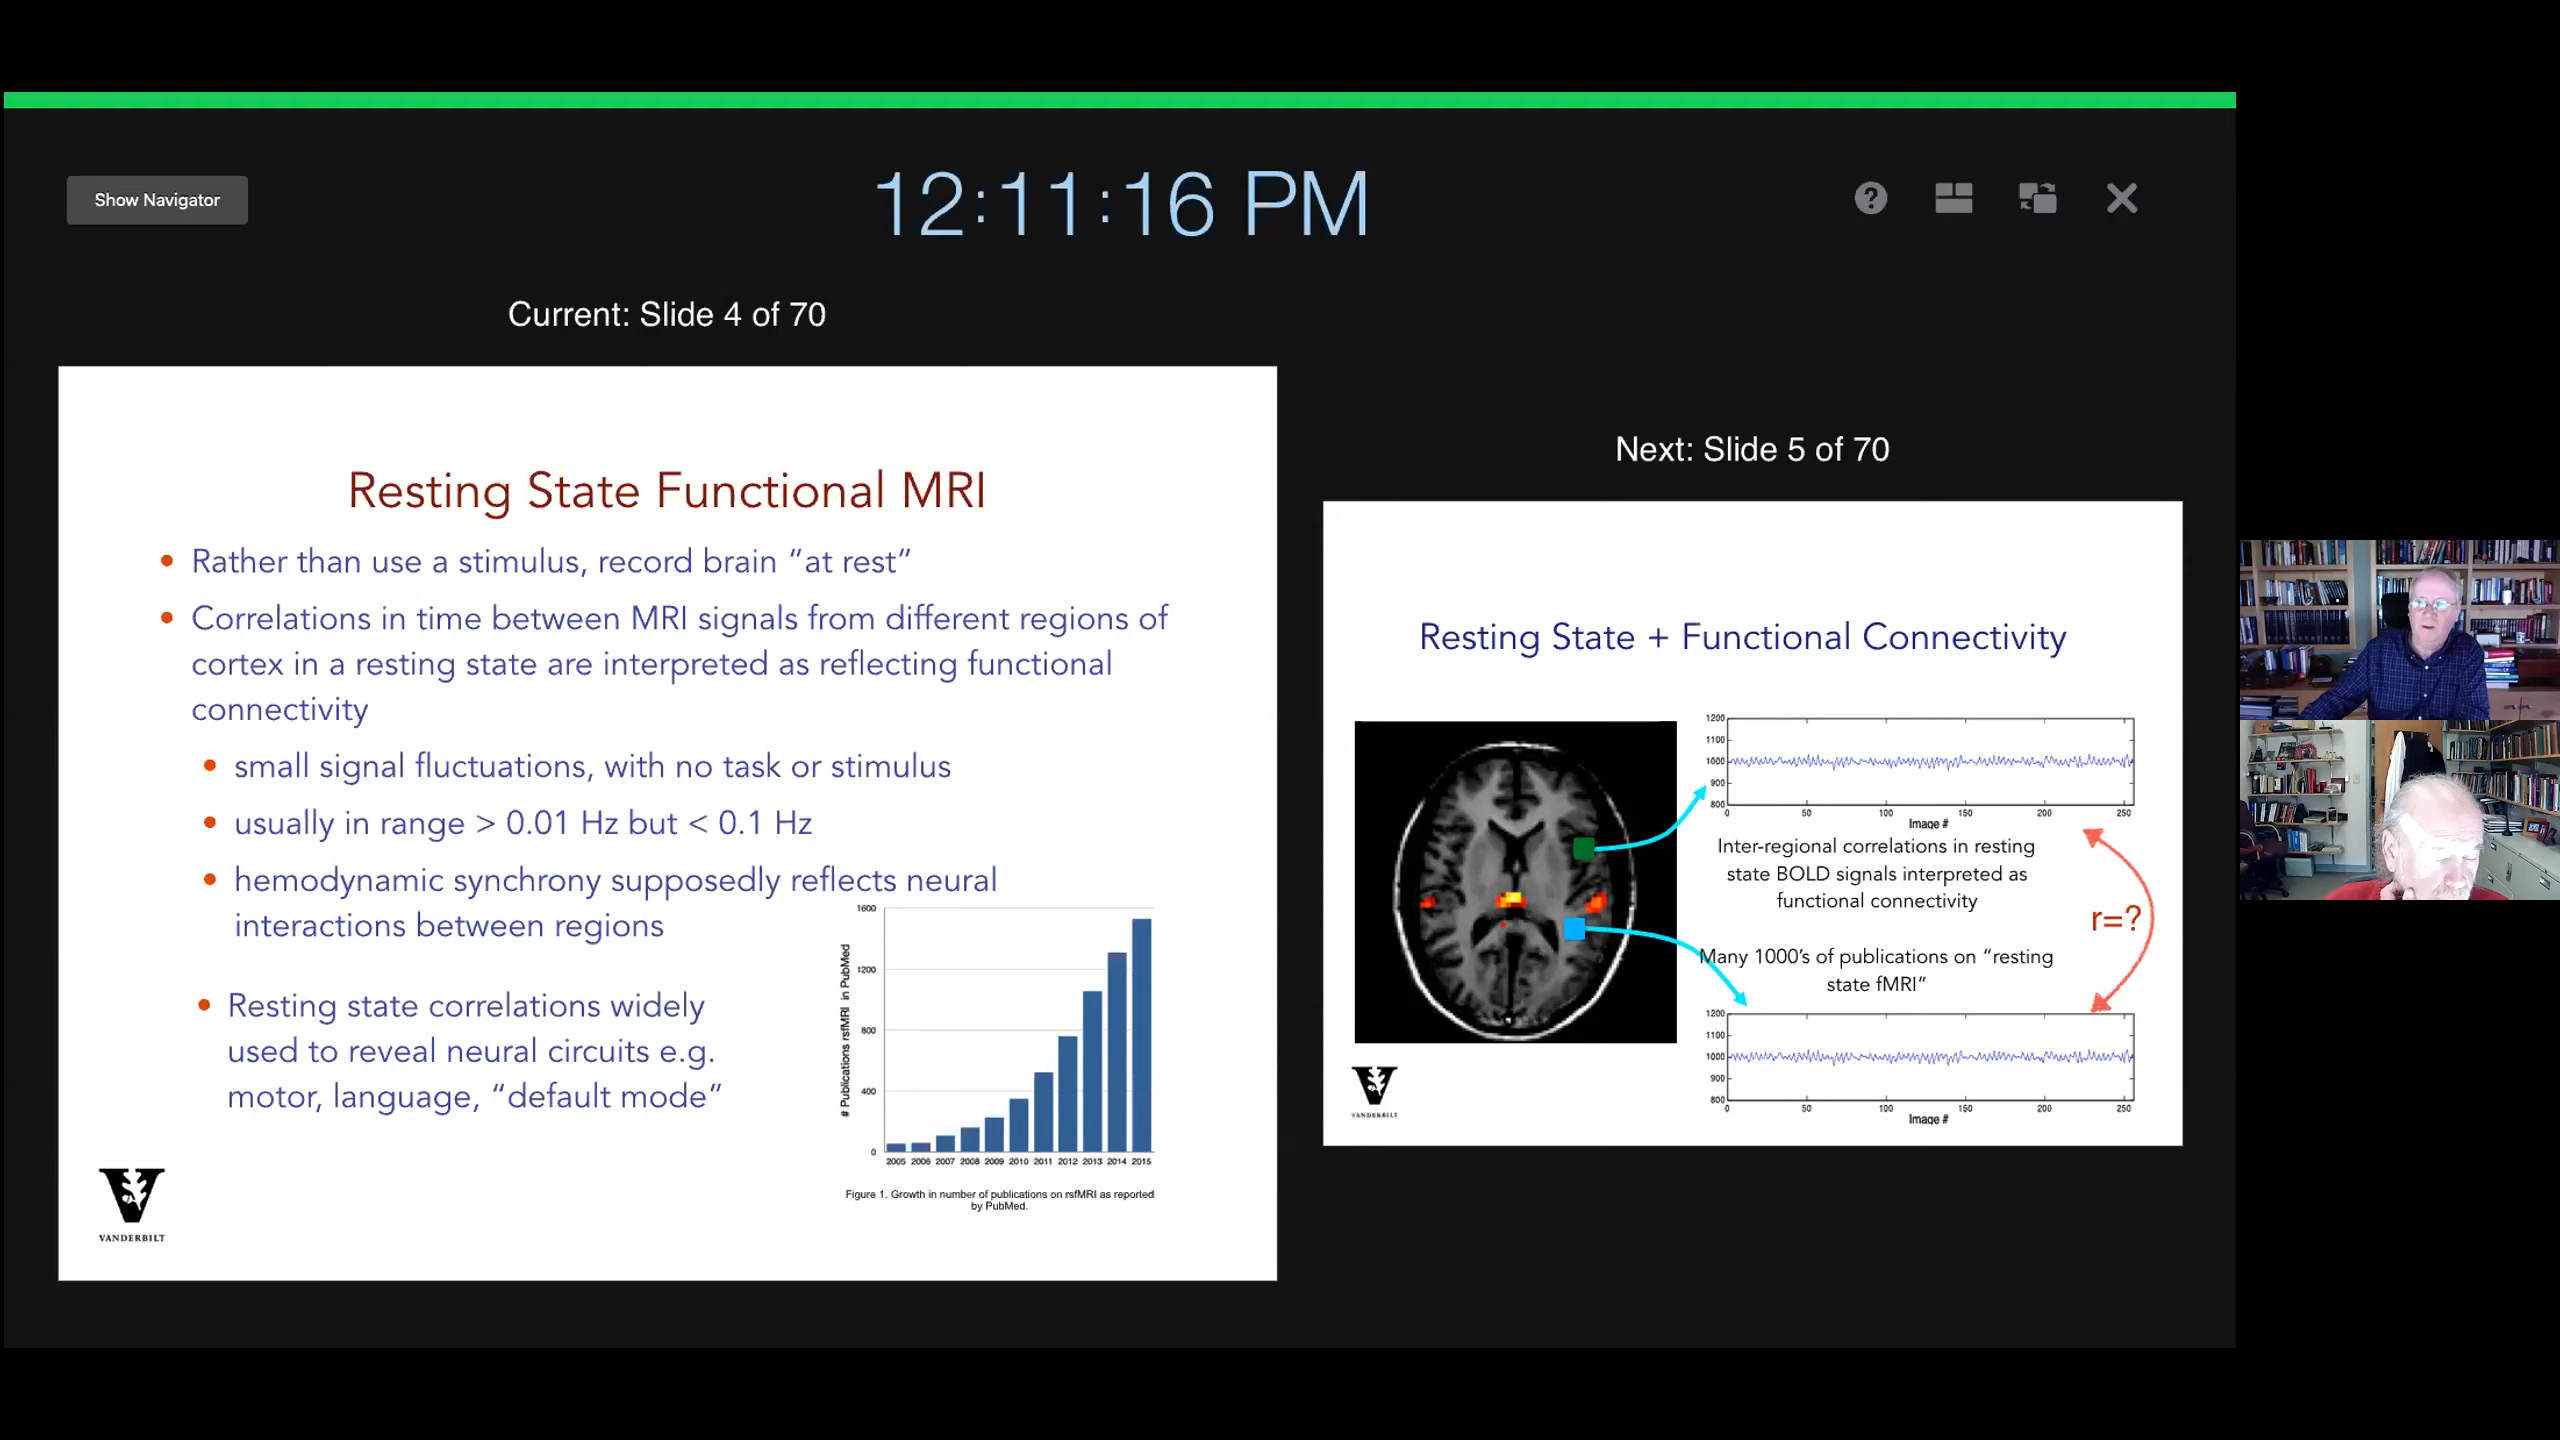 Show Navigator
12:11:16 PM
Current: Slide 4 of 70
Resting State Functional MRI
• Rather than use a stimulus, record brain “at rest”
• Correlations in time between MRI signals from different regions of
cortex in a resting state are interpreted as reflecting functional
connectivity
• small signal fluctuations, with no task or stimulus
• usually in range > 0.01 Hz but < 0.1 Hz
• hemodynamic synchrony supposedly reflects neural
interactions between regions
• Resting state correlations widely
used to reveal neural circuits e.g.
motor, language, “default mode”
# Publications rsfMRI in PubMed
1600
1200
800
400
0
2005 2006 2007 2008 2009 2010 2011 2012 2013 2014 2015
Figure 1. Growth in number of publications on rsfMRI as reported
by PubMed.
VANDERBILT
Next: Slide 5 of 70
Resting State + Functional Connectivity
1200
1100
1000
900
800
0 50 100 150 200 250
Image #
Inter-regional correlations in resting
state BOLD signals interpreted as
functional connectivity
r=?
Many 1000’s of publications on “resting
state fMRI”
1200
1100
1000
900
800
0 50 100 150 200 250
Image #
VANDERBILT